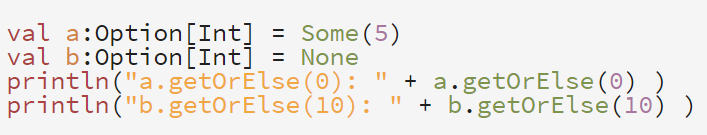 val a:Option[Int] = Some(5)
val b:Option[Int] = None
println("a.getOrElse(0): " + a.getOrElse(0) )
println("b.getOrElse(10): " + b.getOrElse(10) )